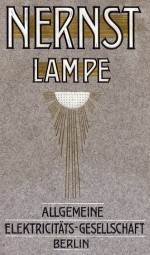 NERNST
LAMPE
ALLGEMEINE
ELEKTRICITÄTS-GESELLSCHAFT
BERLIN